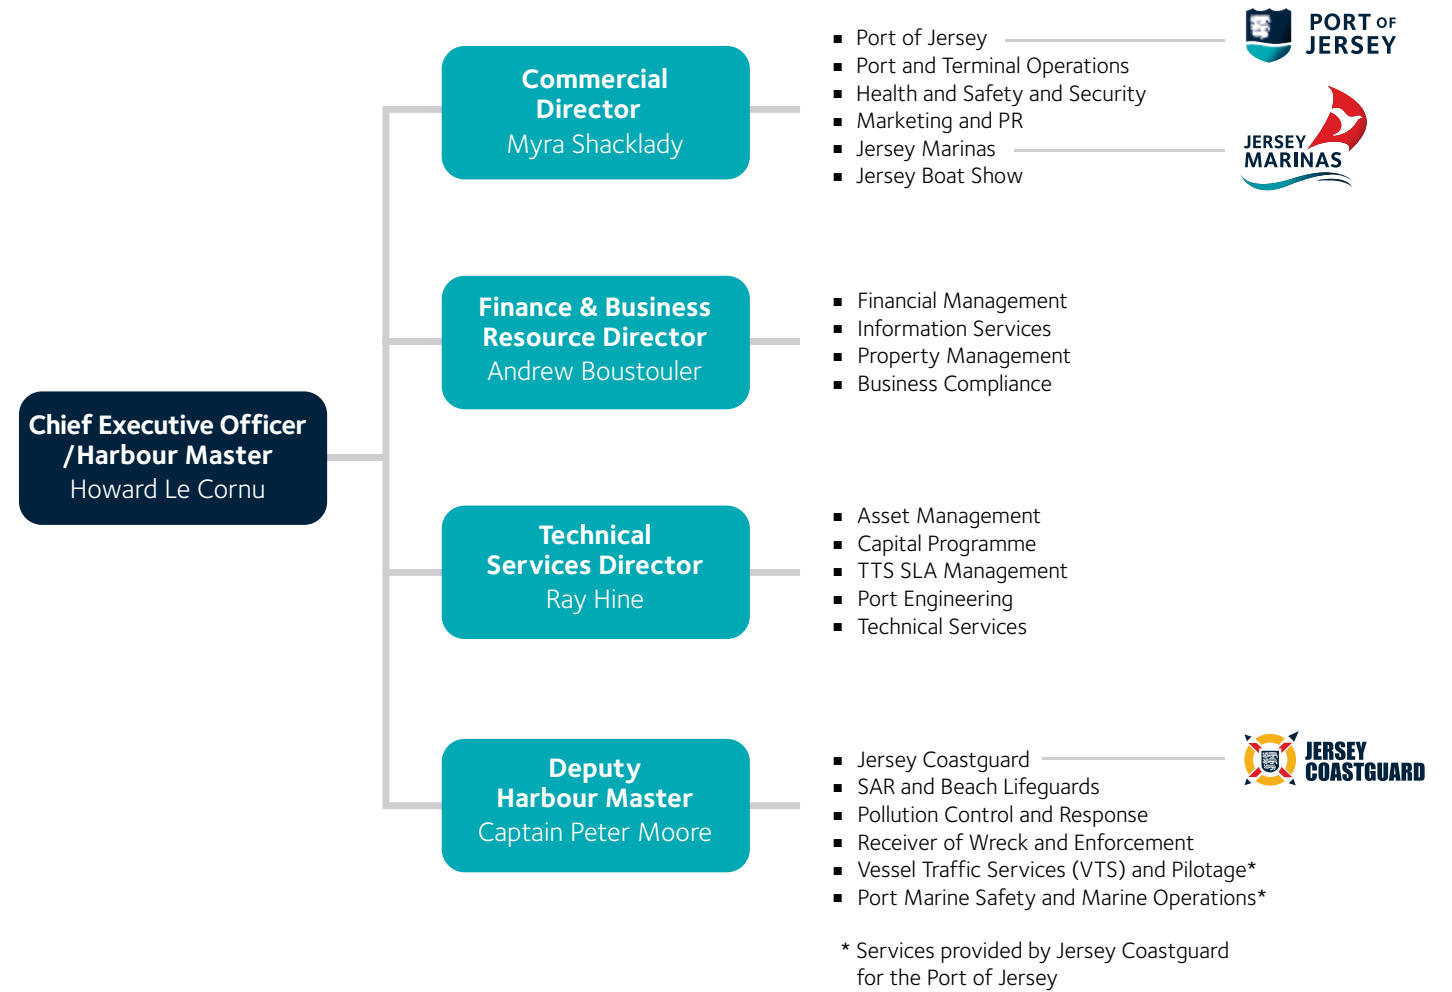 Chief Executive Officer
/Harbour Master
Howard Le Cornu
Commercial
Director
Myra Shacklady
▪ Port of Jersey
▪ Port and Terminal Operations
▪ Health and Safety and Security
▪ Marketing and PR
▪ Jersey Marinas
▪ Jersey Boat Show
PORT OF
JERSEY
JERSEY
MARINAS
Finance & Business
Resource Director
Andrew Boustouler
▪ Financial Management
▪ Information Services
▪ Property Management
▪ Business Compliance
Technical
Services Director
Ray Hine
▪ Asset Management
▪ Capital Programme
▪ TTS SLA Management
▪ Port Engineering
▪ Technical Services
Deputy
Harbour Master
Captain Peter Moore
▪ Jersey Coastguard
▪ SAR and Beach Lifeguards
▪ Pollution Control and Response
▪ Receiver of Wreck and Enforcement
▪ Vessel Traffic Services (VTS) and Pilotage*
▪ Port Marine Safety and Marine Operations*
JERSEY
COASTGUARD
* Services provided by Jersey Coastguard
for the Port of Jersey